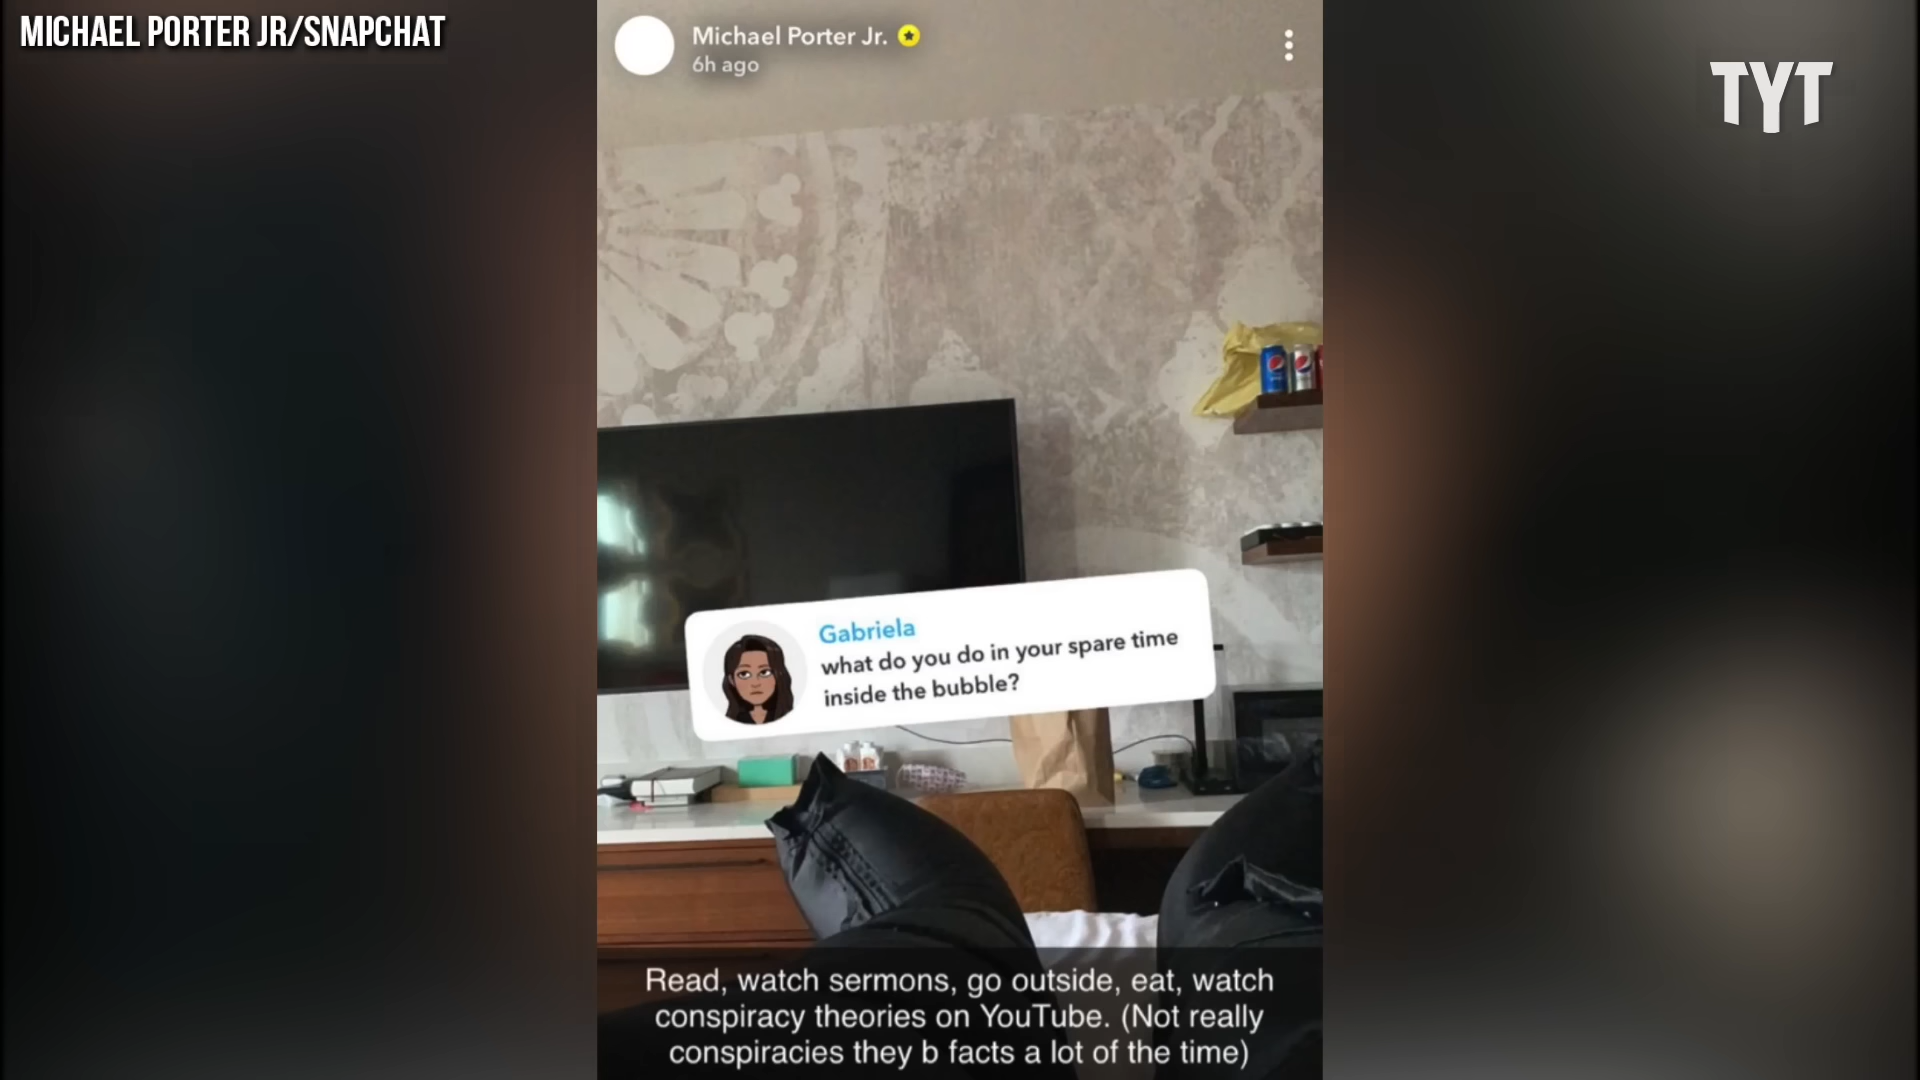 MICHAEL PORTER JR/SNAPCHAT
Michael Porter Jr.
6h ago
TYT
Gabriela
what do you do in your spare time
inside the bubble?
Read, watch sermons, go outside, eat, watch
conspiracy theories on YouTube. (Not really
conspiracies they b facts a lot of the time)